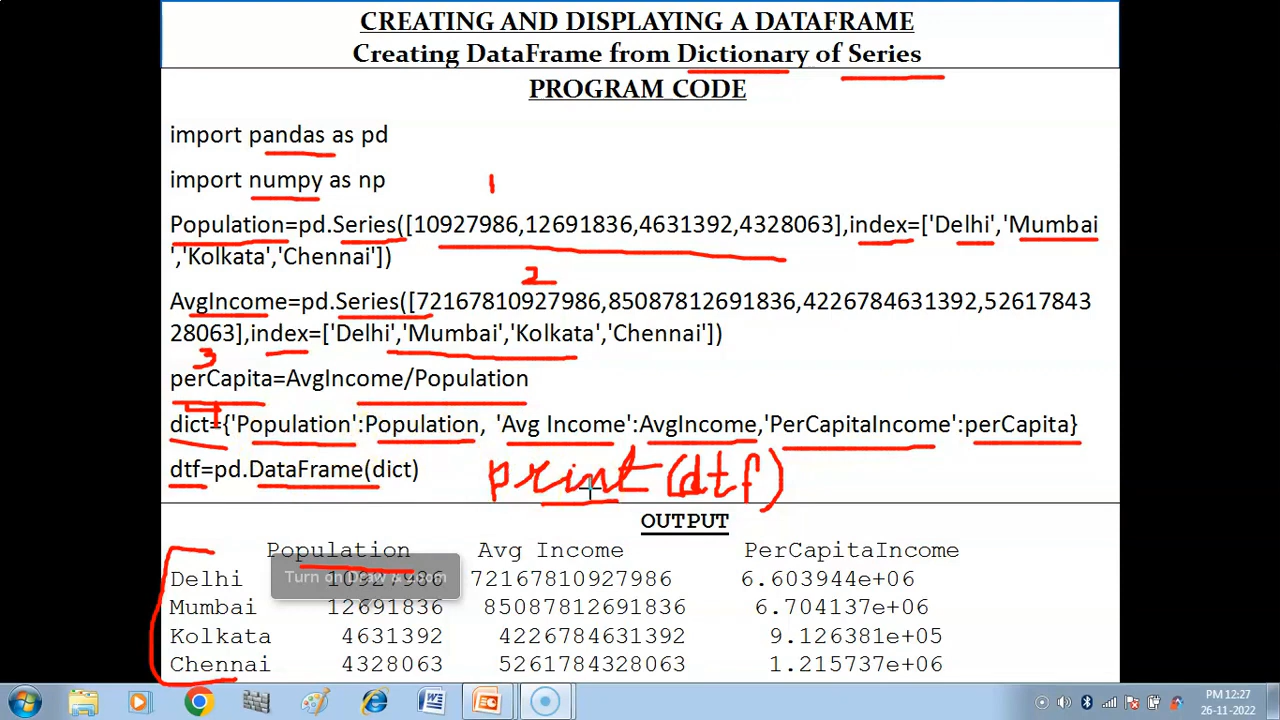 CREATING AND DISPLAYING A DATAFRAME
Creating DataFrame from Dictionary of Series
PROGRAM CODE
import pandas as pd
import numpy as np
1
Population=pd.Series([10927986,12691836,4631392,4328063],index=['Delhi','Mumbai
','Kolkata','Chennai'])
2
AvgIncome=pd.Series([72167810927986,85087812691836,4226784631392,52617843
28063],index=['Delhi','Mumbai','Kolkata','Chennai'])
3
perCapita=AvgIncome/Population
4
dict={'Population':Population, 'Avg Income':AvgIncome,'PerCapitaIncome':perCapita}
dtf=pd.DataFrame(dict) print(dtf)
OUTPUT
Population Avg Income PerCapitaIncome
Delhi 10927986 72167810927986 6.603944e+06
Turn on Draw & Zoom
Mumbai 12691836 85087812691836 6.704137e+06
Kolkata 4631392 4226784631392 9.126381e+05
Chennai 4328063 5261784328063 1.215737e+06
PM 12:27
26-11-2022